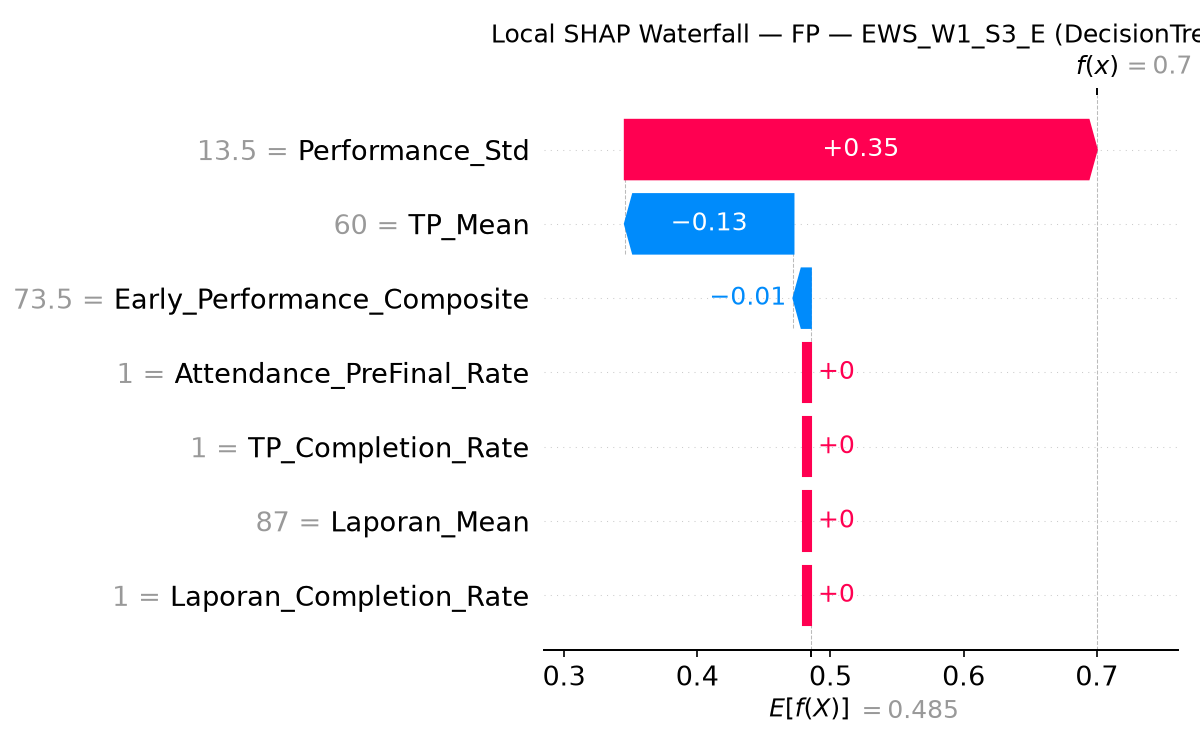 Local SHAP Waterfall — FP — EWS_W1_S3_E (DecisionTre
f(x) = 0.7
13.5 = Performance_Std
+0.35
60 = TP_Mean
−0.13
73.5 = Early_Performance_Composite
−0.01
1 = Attendance_PreFinal_Rate
+0
1 = TP_Completion_Rate
+0
87 = Laporan_Mean
+0
1 = Laporan_Completion_Rate
+0
0.3 0.4 0.5 0.6 0.7
E[f(X)] = 0.485